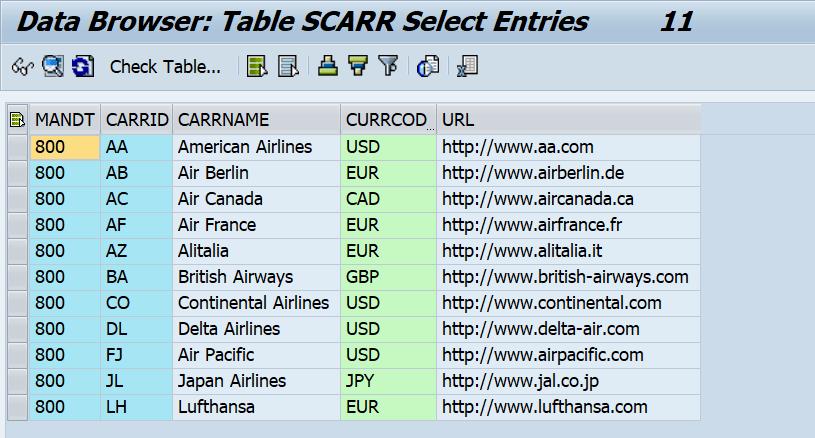 Data Browser: Table SCARR Select Entries 11
Check Table...
MANDT CARRID CARRNAME CURRCOD... URL
800 AA American Airlines USD http://www.aa.com
800 AB Air Berlin EUR http://www.airberlin.de
800 AC Air Canada CAD http://www.aircanada.ca
800 AF Air France EUR http://www.airfrance.fr
800 AZ Alitalia EUR http://www.alitalia.it
800 BA British Airways GBP http://www.british-airways.com
800 CO Continental Airlines USD http://www.continental.com
800 DL Delta Airlines USD http://www.delta-air.com
800 FJ Air Pacific USD http://www.airpacific.com
800 JL Japan Airlines JPY http://www.jal.co.jp
800 LH Lufthansa EUR http://www.lufthansa.com